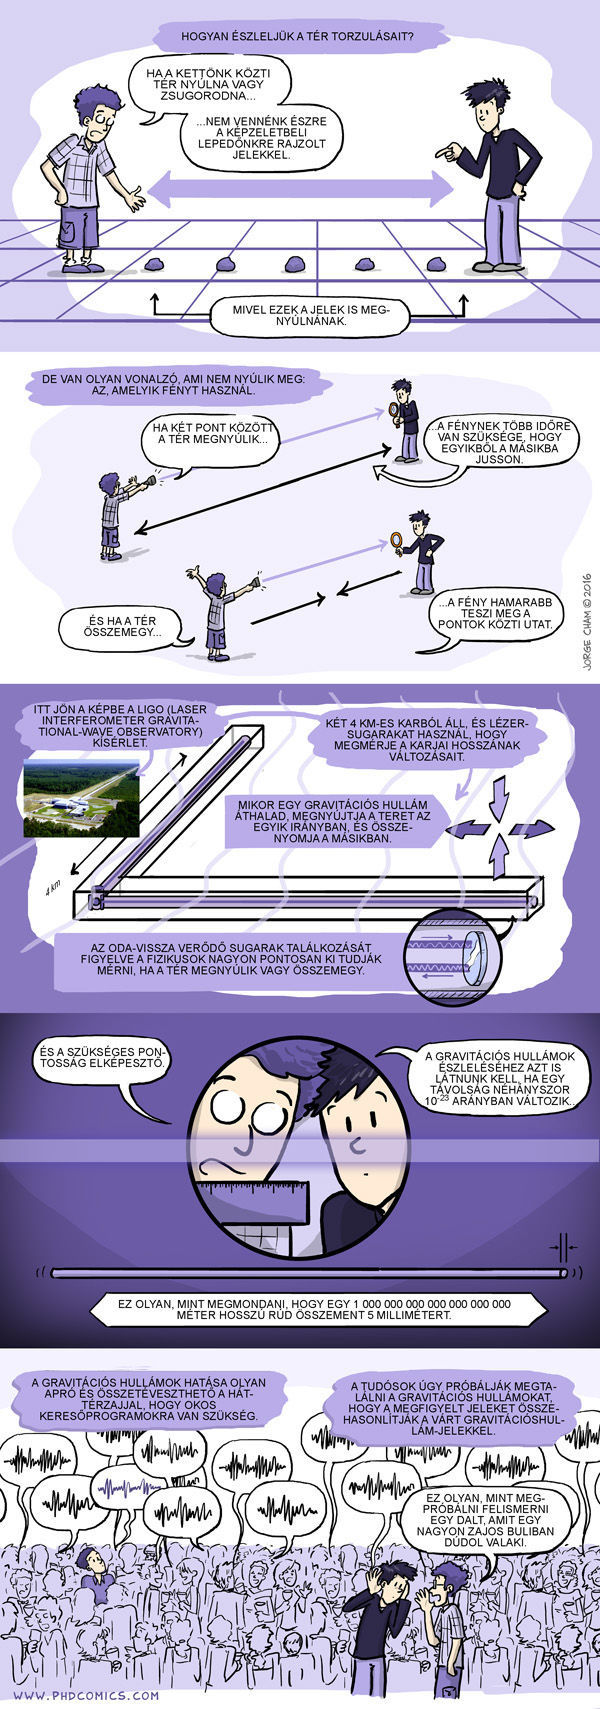 HOGYAN ÉSZLELJÜK A TÉR TORZULÁSAIT?
HA A KETTŐNK KÖZTI
TÉR NYÚLNA VAGY
ZSUGORODNA...
...NEM VENNÉNK ÉSZRE
A KÉPZELETBELI
LEPEDŐNKRE RAJZOLT
JELEKKEL.
MIVEL EZEK A JELEK IS MEG-
NYÚLNÁNAK.
DE VAN OLYAN VONALZÓ, AMI NEM NYÚLIK MEG:
AZ, AMELYIK FÉNYT HASZNÁL.
HA KÉT PONT KÖZÖTT
A TÉR MEGNYÚLIK...
...A FÉNYNEK TÖBB IDŐRE
VAN SZÜKSÉGE, HOGY
EGYIKBŐL A MÁSIKBA
JUSSON.
ÉS HA A TÉR
ÖSSZEMEGY...
...A FÉNY HAMARABB
TESZI MEG A
PONTOK KÖZTI UTAT.
JORGE CHAM © 2016
ITT JÖN A KÉPBE A LIGO (LASER
INTERFEROMETER GRAVITA-
TIONAL-WAVE OBSERVATORY)
KÍSÉRLET.
KÉT 4 KM-ES KARBÓL ÁLL, ÉS LÉZER-
SUGARAKAT HASZNÁL, HOGY
MEGMÉRJE A KARJAI HOSSZÁNAK
VÁLTOZÁSAIT.
MIKOR EGY GRAVITÁCIÓS HULLÁM
ÁTHALAD, MEGNYÚJTJA A TERET AZ
EGYIK IRÁNYBAN, ÉS ÖSSZE-
NYOMJA A MÁSIKBAN.
4 km
AZ ODA-VISSZA VERŐDŐ SUGARAK TALÁLKOZÁSÁT
FIGYELVE A FIZIKUSOK NAGYON PONTOSAN KI TUDJÁK
MÉRNI, HA A TÉR MEGNYÚLIK VAGY ÖSSZEMEGY.
ÉS A SZÜKSÉGES PON-
TOSSÁG ELKÉPESZTŐ.
A GRAVITÁCIÓS HULLÁMOK
ÉSZLELÉSÉHEZ AZT IS
LÁTNUNK KELL, HA EGY
TÁVOLSÁG NÉHÁNYSZOR
10⁻²³ ARÁNYBAN VÁLTOZIK...
EZ OLYAN, MINT MEGMONDANI, HOGY EGY 1 000 000 000 000 000 000 000
MÉTER HOSSZÚ RÚD ÖSSZEMENT 5 MILLIMÉTERT.
A GRAVITÁCIÓS HULLÁMOK HATÁSA OLYAN
APRÓ ÉS ÖSSZETÉVESZTHETŐ A HÁT-
TÉRZAJJAL, HOGY OKOS
KERESŐPROGRAMOKRA VAN SZÜKSÉG.
A TUDÓSOK ÚGY PRÓBÁLJÁK MEGTA-
LÁLNI A GRAVITÁCIÓS HULLÁMOKAT,
HOGY A MEGFIGYELT JELEKET ÖSSZE-
HASONLÍTJÁK A VÁRT GRAVITÁCIÓSHUL-
LÁM-JELEKKEL.
EZ OLYAN, MINT MEG-
PRÓBÁLNI FELISMERNI
EGY DALT, AMIT EGY
NAGYON ZAJOS BULIBAN
DÚDOL VALAKI.
WWW.PHDCOMICS.COM